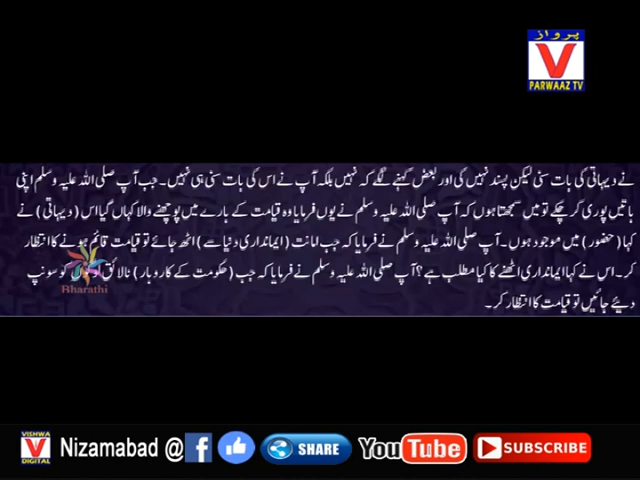 پرواز
V
PARWAAZ TV
نے دیہاتی کی بات سنی لیکن پسند نہیں کی اور بعض کہنے لگے کہ نہیں بلکہ آپ نے اس کی بات سنی ہی نہیں۔ جب آپ صلی اللہ علیہ وسلم اپنی
باتیں پوری کر چکے تو میں سمجھتا ہوں کہ آپ صلی اللہ علیہ وسلم نے یوں فرمایا وہ قیامت کے بارے میں پوچھنے والا کہاں گیا اس (دیہاتی) نے
کہا (حضور) میں موجود ہوں۔ آپ صلی اللہ علیہ وسلم نے فرمایا کہ جب امانت (ایمانداری دنیا سے) اٹھ جائے تو قیامت قائم ہونے کا انتظار
کر۔ اس نے کہا ایمانداری اٹھنے کا کیا مطلب ہے؟ آپ صلی اللہ علیہ وسلم نے فرمایا کہ جب (حکومت کے کاروبار) نالائق کو سونپ
دئیے جائیں تو قیامت کا انتظار کر۔
Bharathi
VISHWA V DIGITAL Nizamabad @ f SHARE YouTube SUBSCRIBE